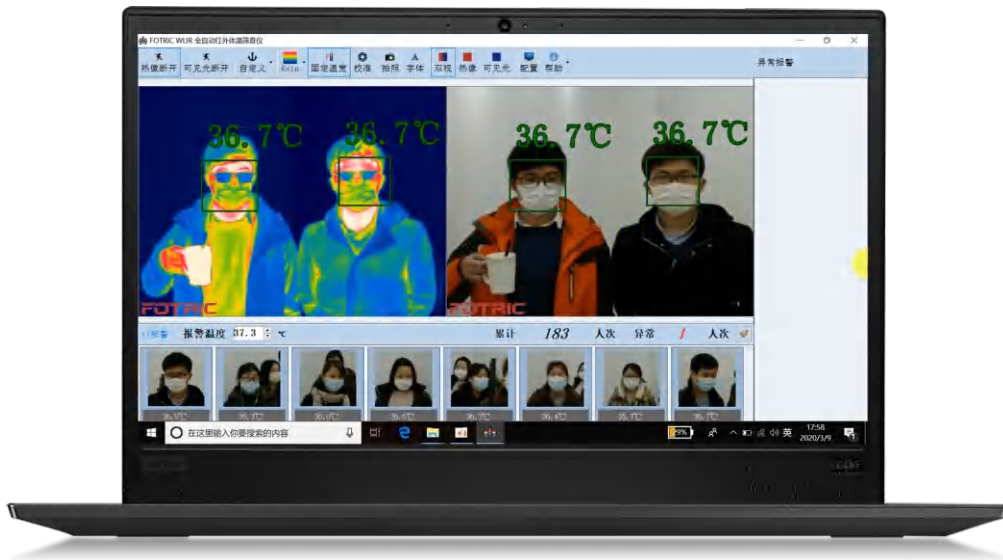 FOTRIC WIR 全自动红外体温筛查仪
热像断开 可见光断开 自定义 Rain 固定温宽 校准 拍照 字体 双视 热像 可见光 配置 帮助
异常报警
36.7℃ 36.7℃ 36.7℃ 36.7℃
FOTRIC FOTRIC
报警温度 37.3 ℃ 累计 183 人次 异常 1 人次
在这里输入你要搜索的内容
英 17:58
2020/3/9